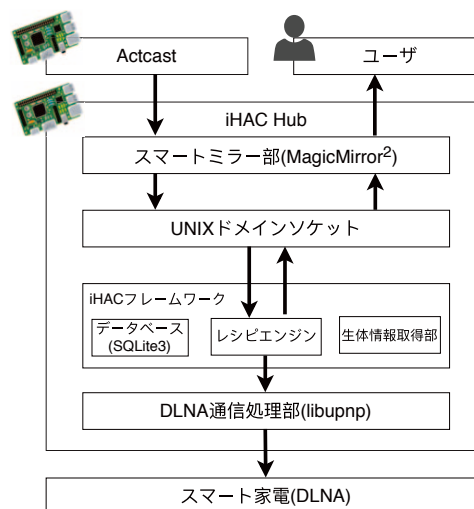 Actcast
ユーザ
iHAC Hub
スマートミラー部(MagicMirror²)
UNIXドメインソケット
iHACフレームワーク
データベース
(SQLite3)
レシピエンジン
生体情報取得部
DLNA通信処理部(libupnp)
スマート家電(DLNA)